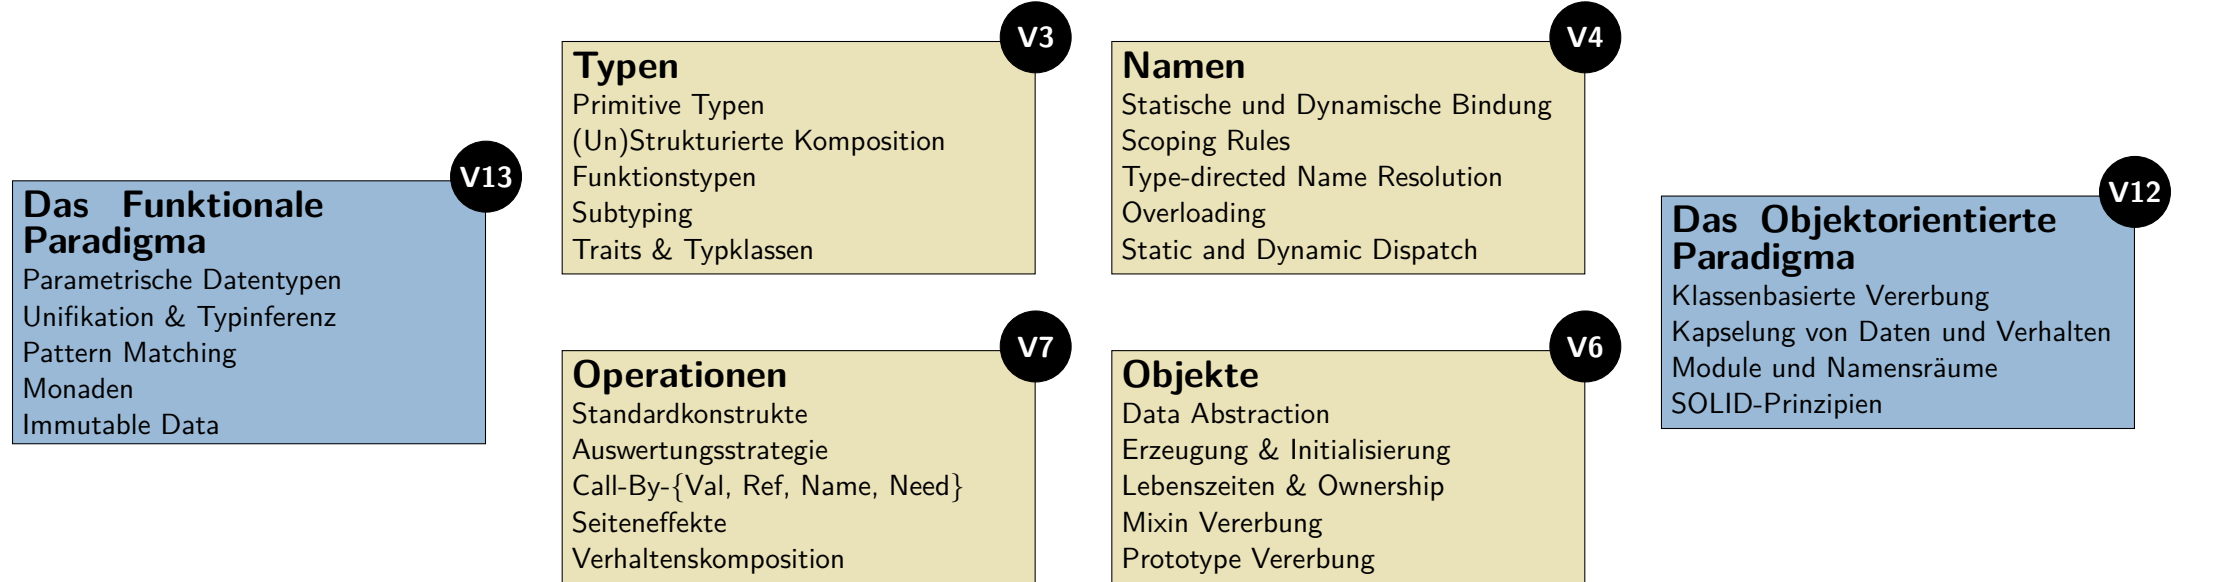 V13
Das Funktionale
Paradigma
Parametrische Datentypen
Unifikation & Typinferenz
Pattern Matching
Monaden
Immutable Data
V3
Typen
Primitive Typen
(Un)Strukturierte Komposition
Funktionstypen
Subtyping
Traits & Typklassen
V4
Namen
Statische und Dynamische Bindung
Scoping Rules
Type-directed Name Resolution
Overloading
Static and Dynamic Dispatch
V7
Operationen
Standardkonstrukte
Auswertungsstrategie
Call-By-{Val, Ref, Name, Need}
Seiteneffekte
Verhaltenskomposition
V6
Objekte
Data Abstraction
Erzeugung & Initialisierung
Lebenszeiten & Ownership
Mixin Vererbung
Prototype Vererbung
V12
Das Objektorientierte
Paradigma
Klassenbasierte Vererbung
Kapselung von Daten und Verhalten
Module und Namensräume
SOLID-Prinzipien